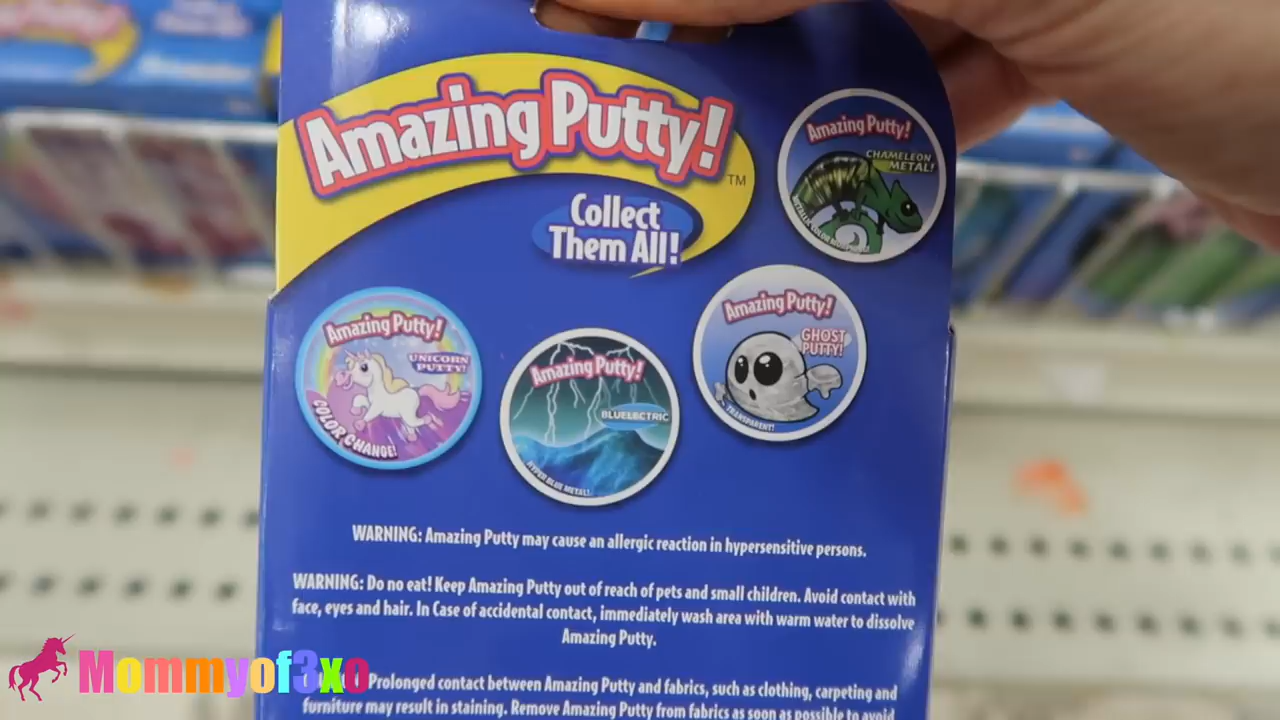 Amazing Putty!
TM
Collect
Them All!
Amazing Putty!
CHAMELEON
METAL!
Amazing Putty!
GHOST
PUTTY!
TRANSPARENT!
Amazing Putty!
UNICORN
PUTTY!
COLOR CHANGE!
Amazing Putty!
BLUELECTRIC
HYPER BLUE METAL!
WARNING: Amazing Putty may cause an allergic reaction in hypersensitive persons.
WARNING: Do no eat! Keep Amazing Putty out of reach of pets and small children. Avoid contact with
face, eyes and hair. In Case of accidental contact, immediately wash area with warm water to dissolve
Amazing Putty.
Prolonged contact between Amazing Putty and fabrics, such as clothing, carpeting and
furniture may result in staining. Remove Amazing Putty from fabrics as soon as possible to avoid
Mommyof3xo